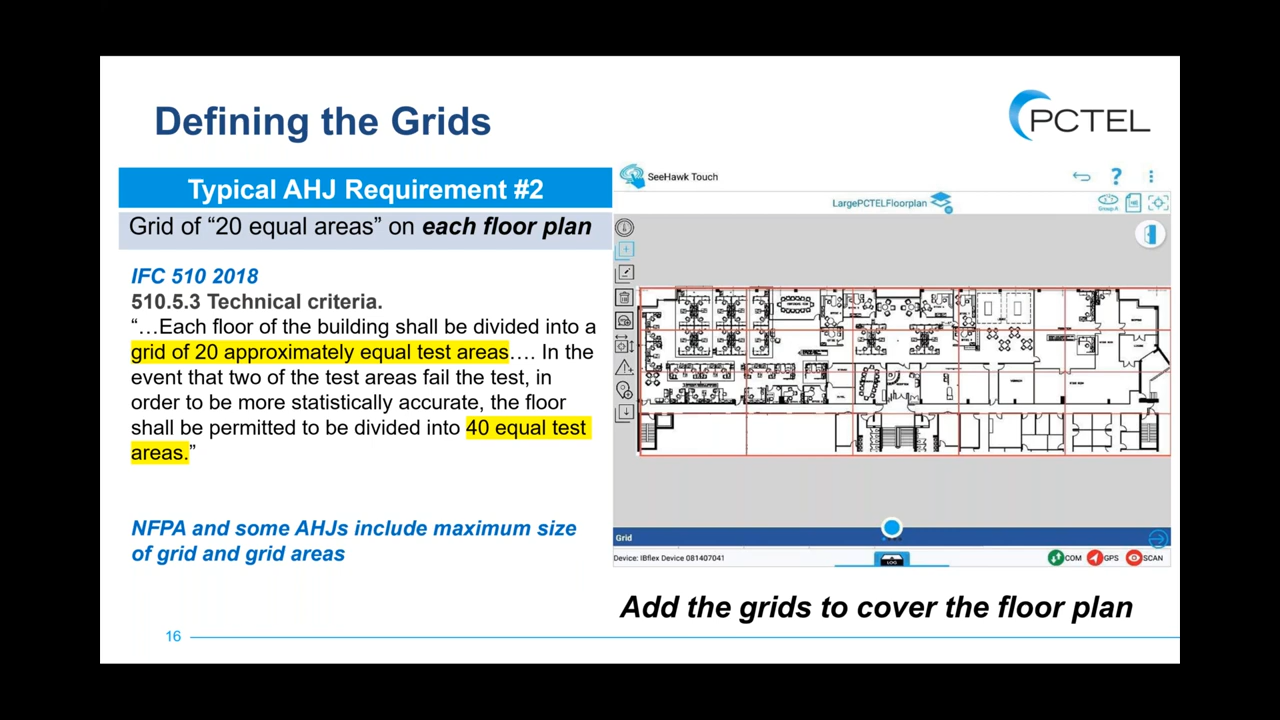 Defining the Grids
PCTEL
Typical AHJ Requirement #2
Grid of “20 equal areas” on each floor plan
IFC 510 2018
510.5.3 Technical criteria.
“…Each floor of the building shall be divided into a
grid of 20 approximately equal test areas…. In the
event that two of the test areas fail the test, in
order to be more statistically accurate, the floor
shall be permitted to be divided into 40 equal test
areas.”
NFPA and some AHJs include maximum size
of grid and grid areas
SeeHawk Touch
?
LargePCTELFloorplan
Group A
Grid
Device: IBflex Device 081407041
LOG
COM
GPS
SCAN
Add the grids to cover the floor plan
16